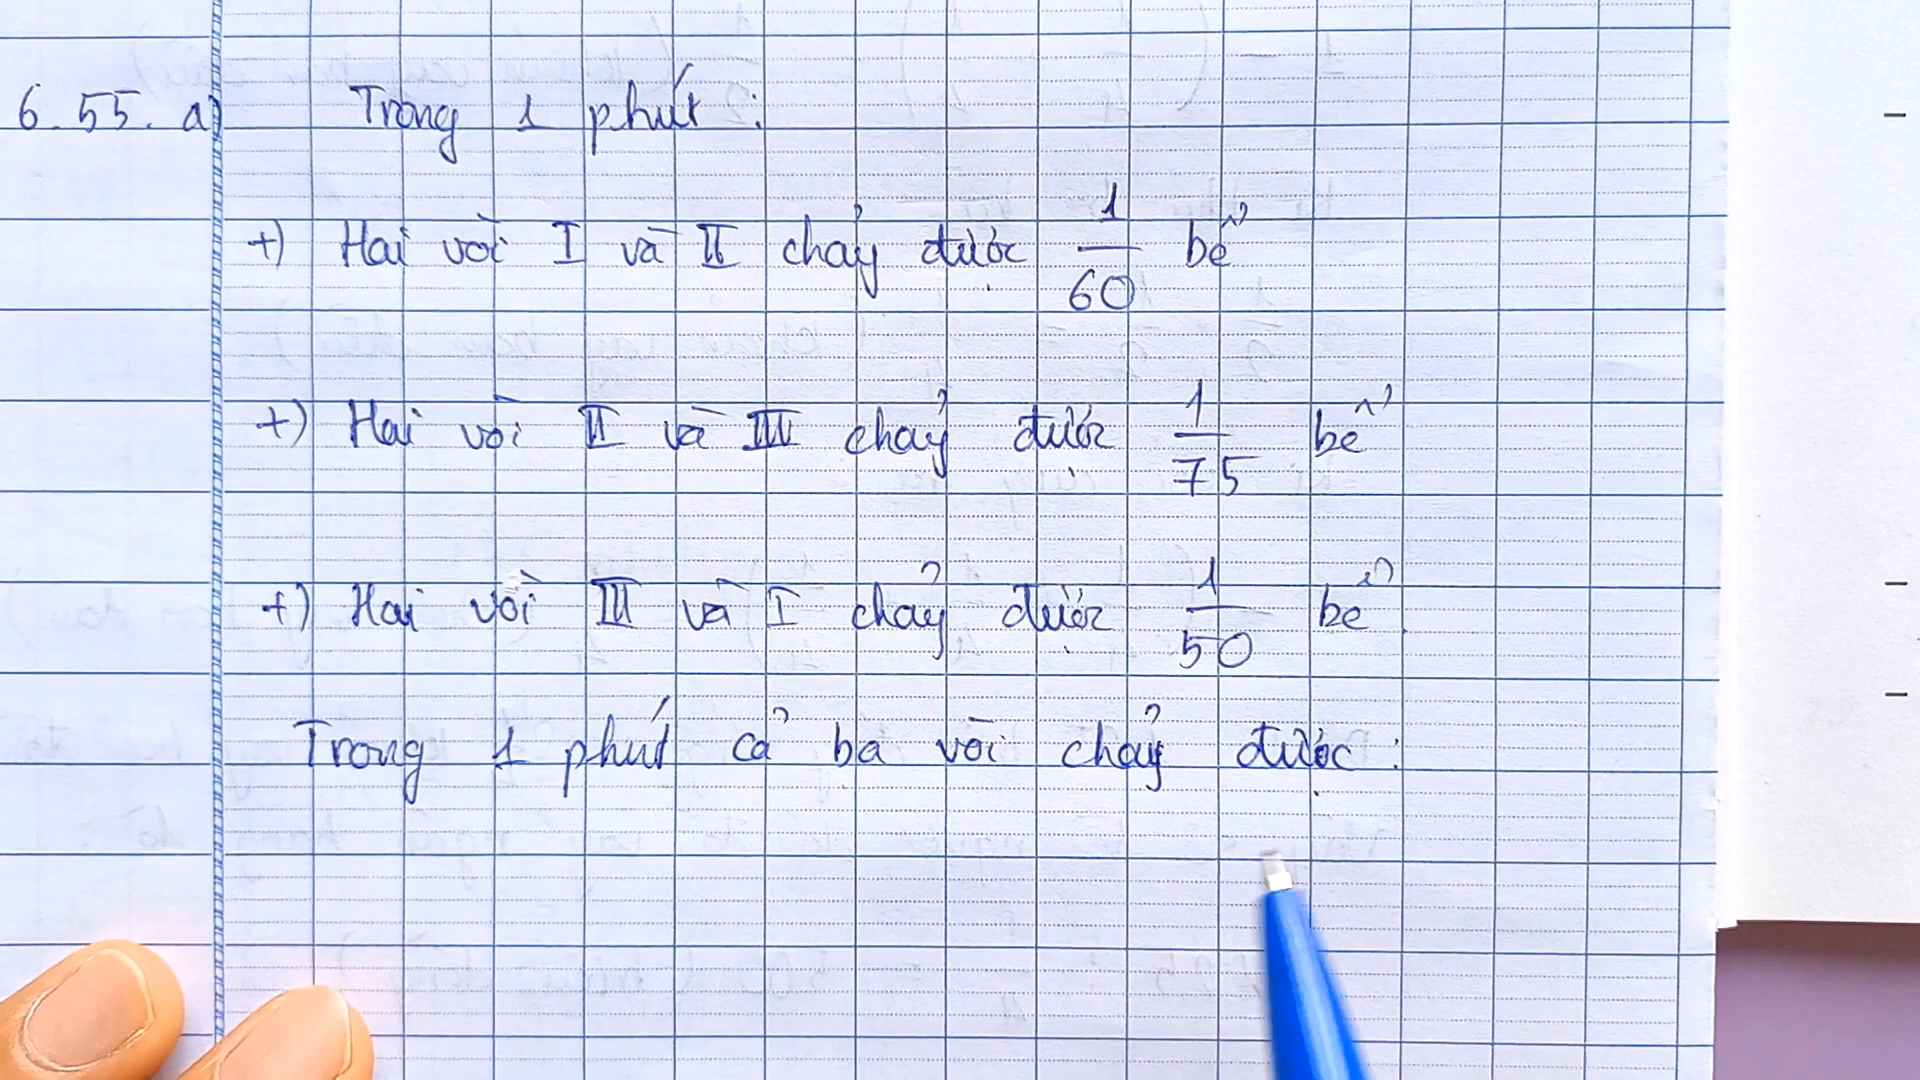 6.55. a) Trong 1 phút :
+) Hai vòi I và II chảy được 1/60 bể
+) Hai vòi II và III chảy được 1/75 bể
+) Hai vòi III và I chảy được 1/50 bể.
Trong 1 phút cả ba vòi chảy được :